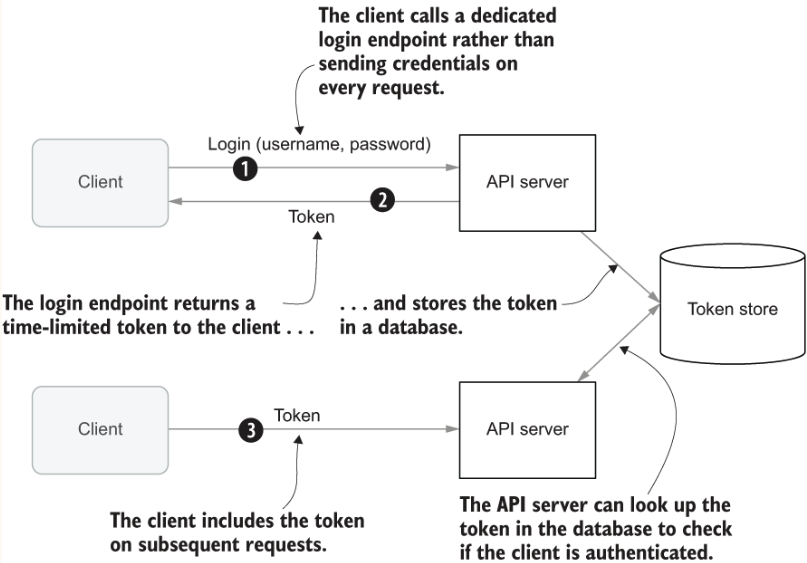 The client calls a dedicated
login endpoint rather than
sending credentials on
every request.
Login (username, password)
1
Client
API server
2
Token
The login endpoint returns a
time-limited token to the client . . .
. . . and stores the token
in a database.
Token store
Client
Token
3
API server
The client includes the token
on subsequent requests.
The API server can look up the
token in the database to check
if the client is authenticated.